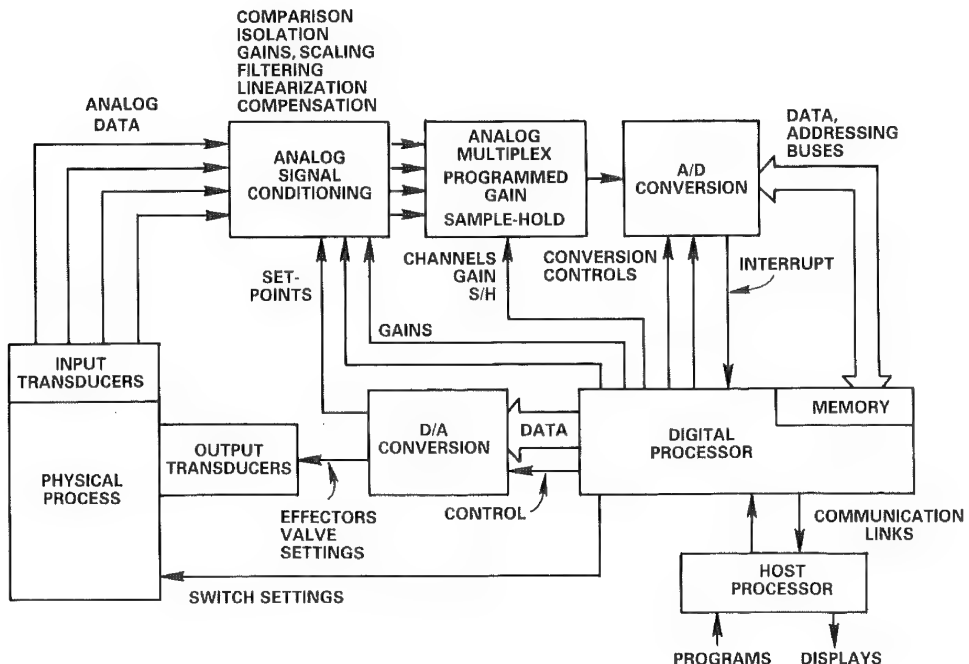 COMPARISON
ISOLATION
GAINS, SCALING
FILTERING
LINEARIZATION
COMPENSATION
ANALOG
DATA
ANALOG
SIGNAL
CONDITIONING
ANALOG
MULTIPLEX
PROGRAMMED
GAIN
SAMPLE-HOLD
A/D
CONVERSION
DATA,
ADDRESSING
BUSES
SET-
POINTS
CHANNELS
GAIN
S/H
CONVERSION
CONTROLS
INTERRUPT
GAINS
INPUT
TRANSDUCERS
PHYSICAL
PROCESS
OUTPUT
TRANSDUCERS
D/A
CONVERSION
DATA
DIGITAL
PROCESSOR
MEMORY
EFFECTORS
VALVE
SETTINGS
CONTROL
COMMUNICATION
LINKS
SWITCH SETTINGS
HOST
PROCESSOR
PROGRAMS
DISPLAYS